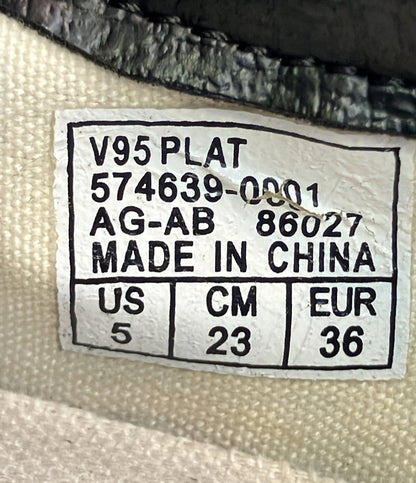 V95 PLAT
574639-0001
AG-AB 86027
MADE IN CHINA
US CM EUR
5 23 36